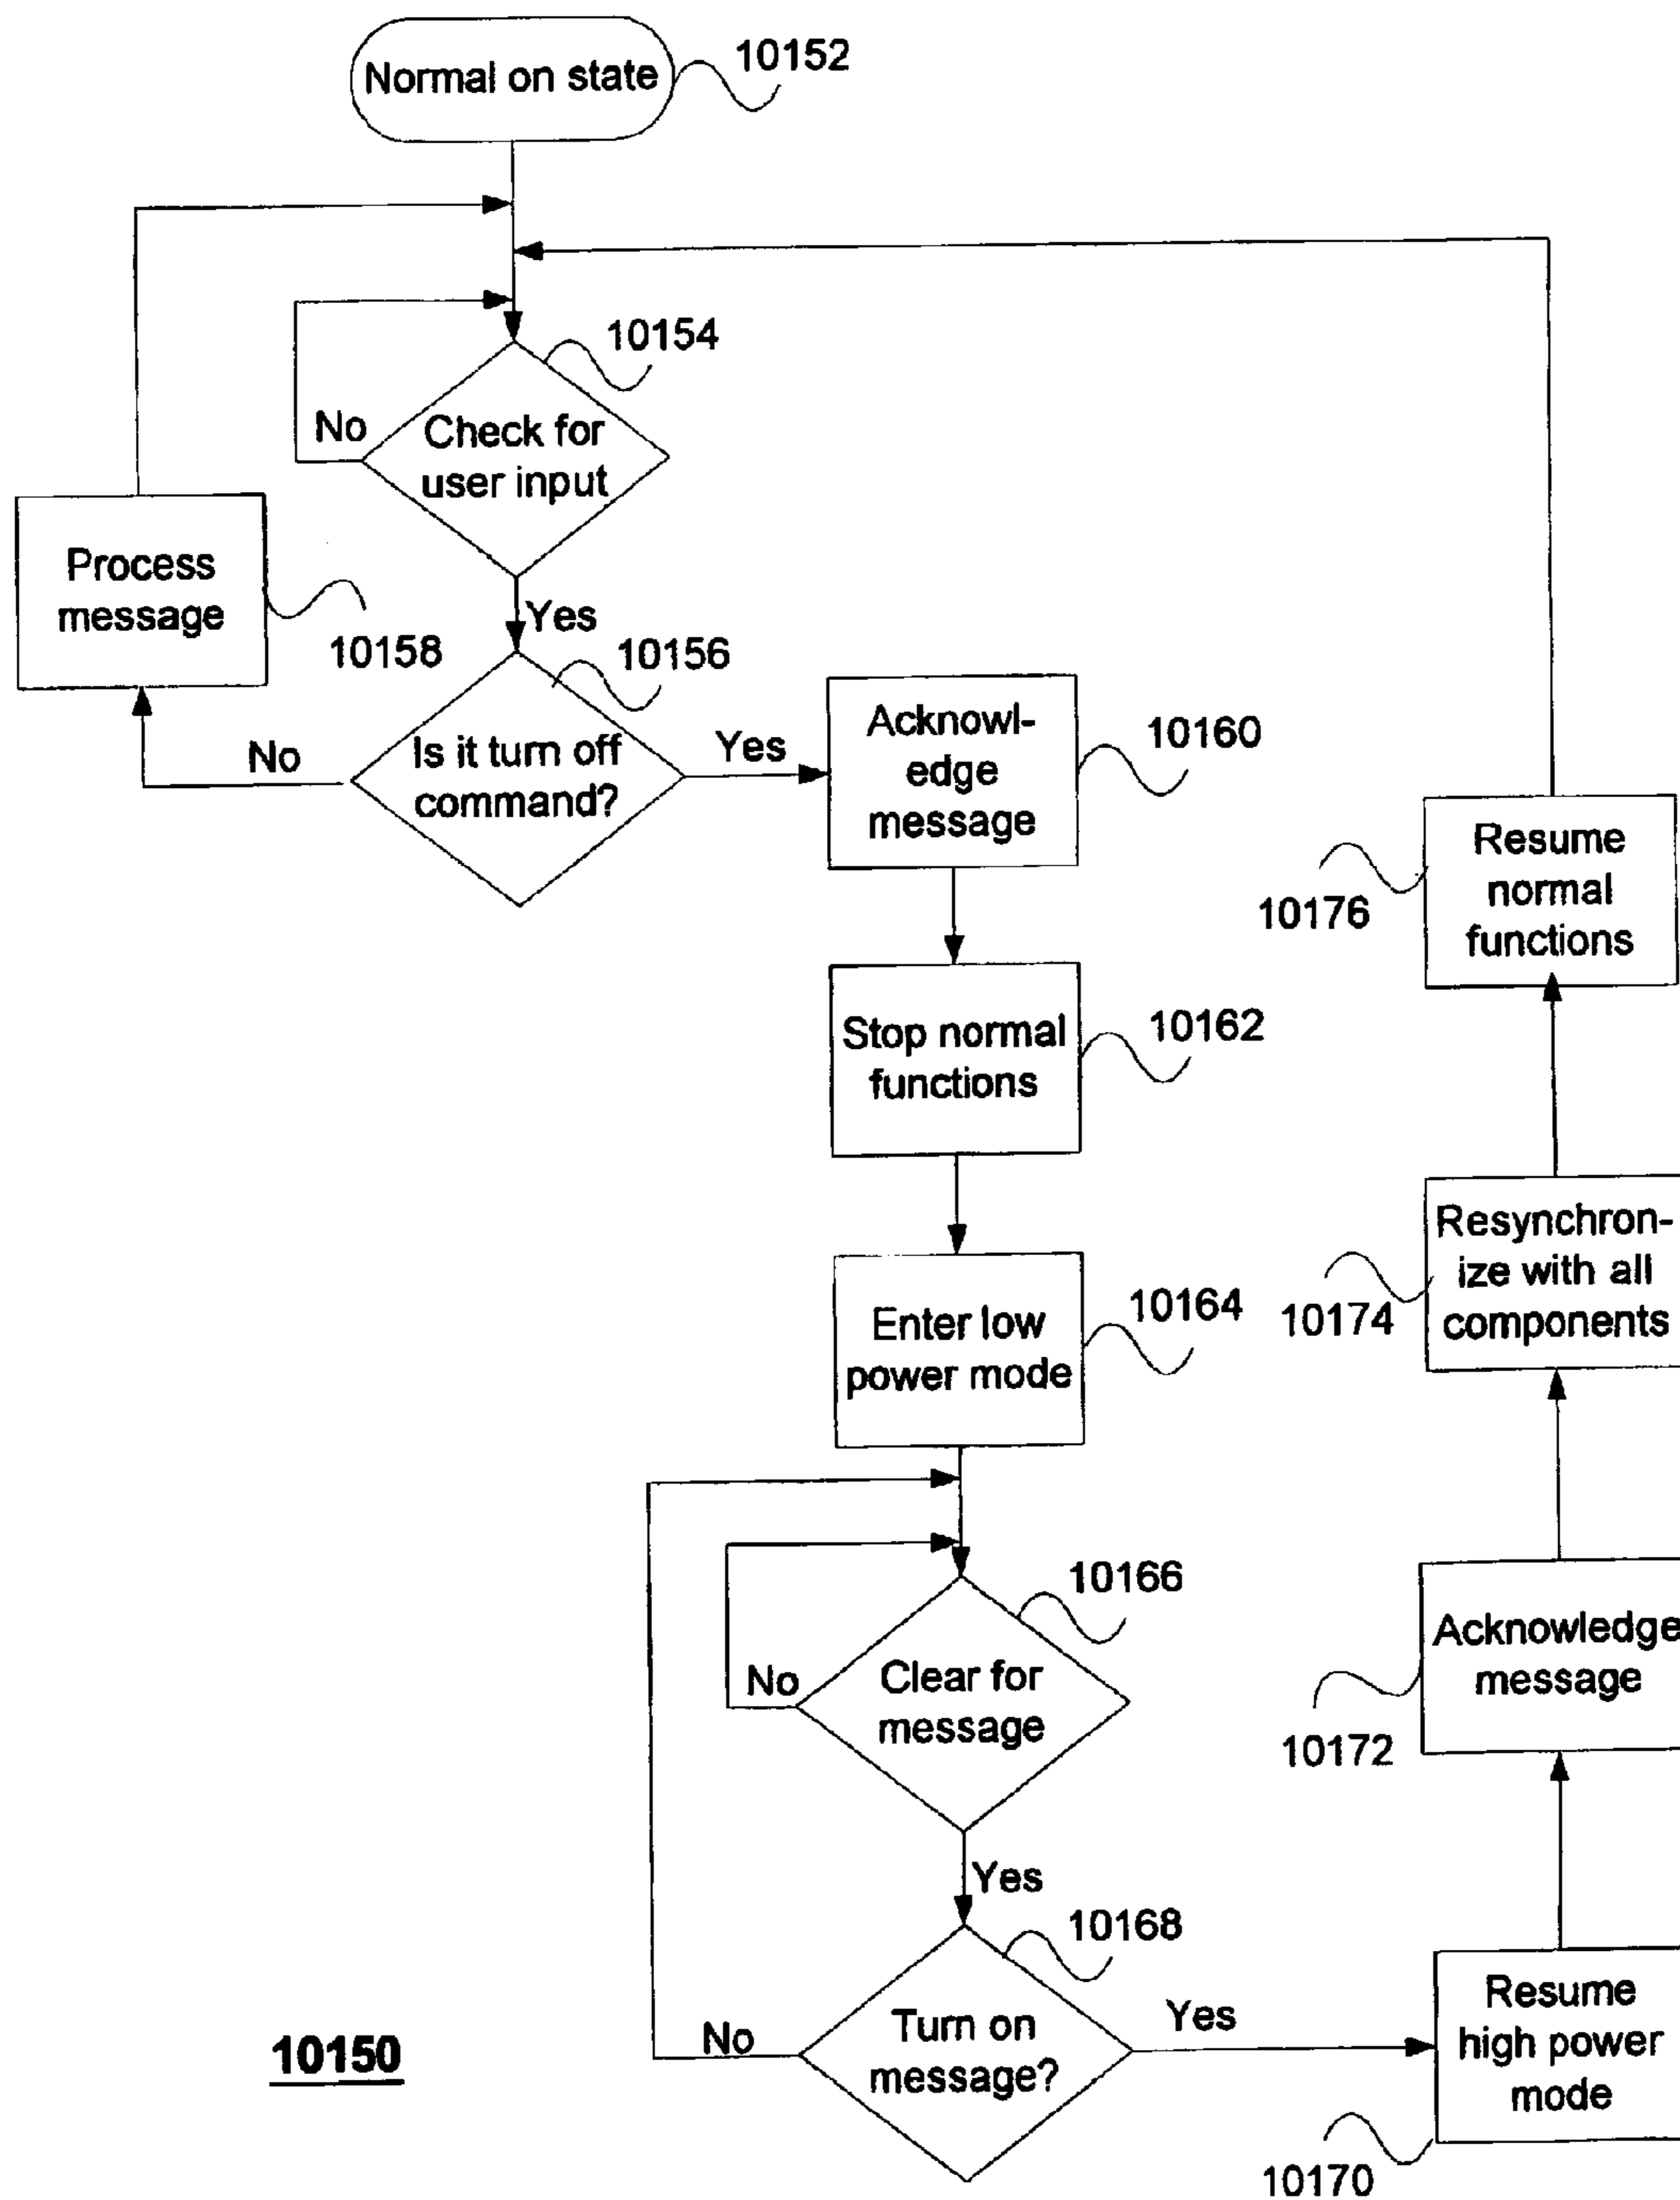 Normal on state
10152
10154
No
Check for
user input
Process
message
10158
Yes
10156
Is it turn off
command?
No
Yes
Acknowl-
edge
message
10160
Stop normal
functions
10162
Enter low
power mode
10164
10166
No
Clear for
message
Yes
10168
No
Turn on
message?
Yes
Resume
high power
mode
10170
Acknowledge
message
10172
Resynchron-
ize with all
components
10174
Resume
normal
functions
10176
10150